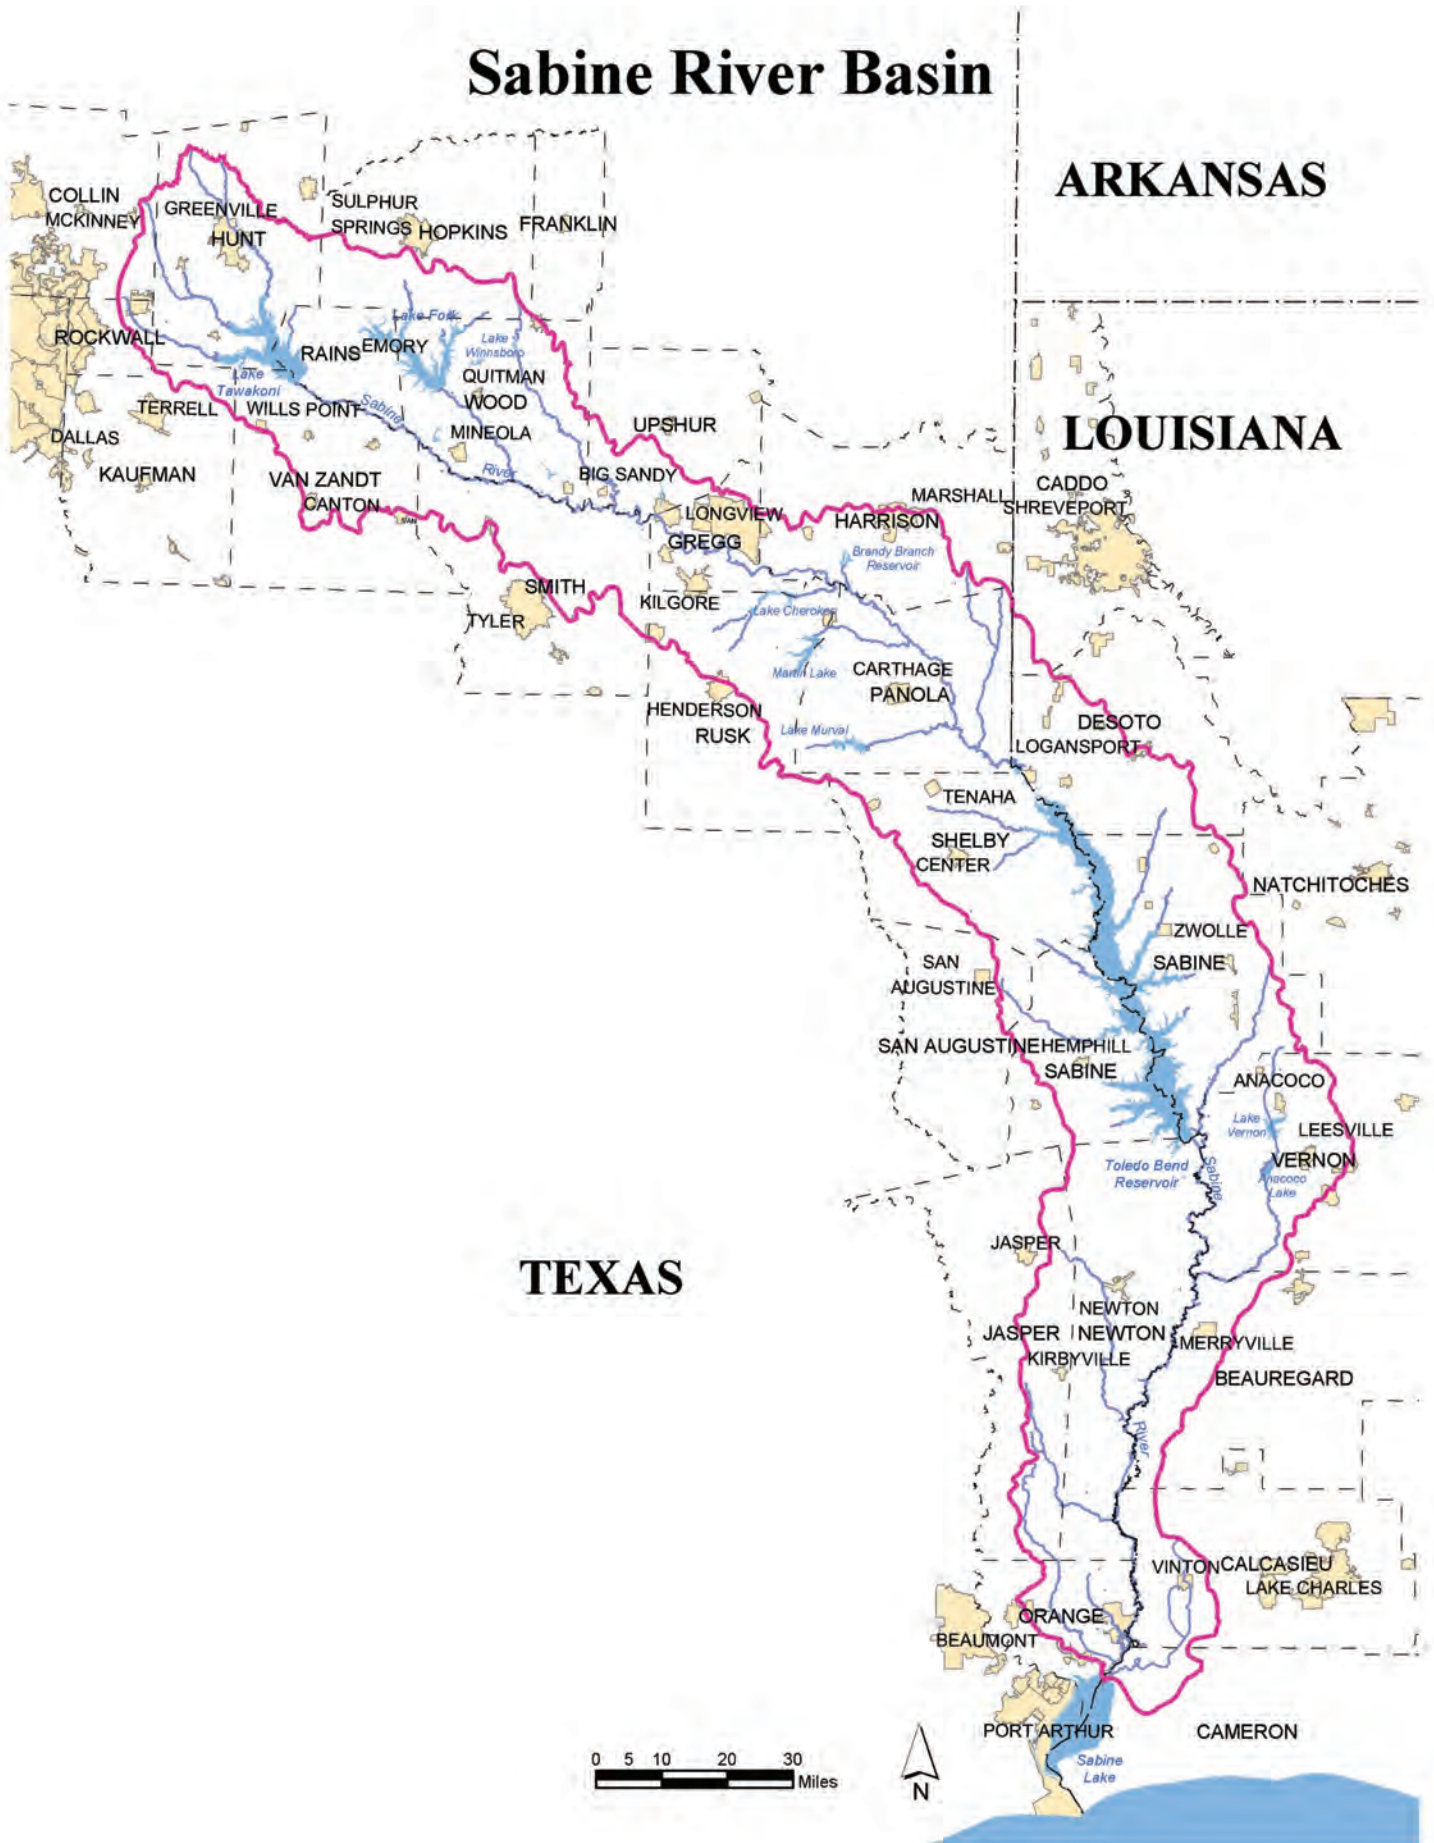 Sabine River Basin
ARKANSAS
COLLIN
MCKINNEY
GREENVILLE
HUNT
SULPHUR
SPRINGS
HOPKINS
FRANKLIN
ROCKWALL
RAINS
EMORY
Lake Fork
Lake
Winnsboro
QUITMAN
WOOD
Lake
Tawakoni
TERRELL
WILLS POINT
Sabine
MINEOLA
UPSHUR
LOUISIANA
DALLAS
KAUFMAN
VAN ZANDT
CANTON
VAN
River
BIG SANDY
LONGVIEW
GREGG
HARRISON
MARSHALL
CADDO
SHREVEPORT
Brandy Branch
Reservoir
SMITH
TYLER
KILGORE
Lake Cherokee
Martin Lake
CARTHAGE
PANOLA
HENDERSON
RUSK
Lake Murval
DESOTO
LOGANSPORT
TENAHA
SHELBY
CENTER
NATCHITOCHES
ZWOLLE
SABINE
SAN
AUGUSTINE
SAN AUGUSTINE
HEMPHILL
SABINE
ANACOCO
Lake
Vernon
LEESVILLE
VERNON
Anacoco
Lake
Toledo Bend
Reservoir
Sabine
TEXAS
JASPER
NEWTON
JASPER
NEWTON
KIRBYVILLE
MERRYVILLE
BEAUREGARD
River
VINTON
CALCASIEU
LAKE CHARLES
ORANGE
BEAUMONT
PORT ARTHUR
CAMERON
Sabine
Lake
0 5 10 20 30
Miles
N